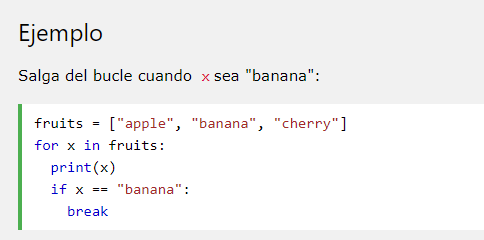 Ejemplo
Salga del bucle cuando x sea "banana":
fruits = ["apple", "banana", "cherry"]
for x in fruits:
  print(x)
  if x == "banana":
    break